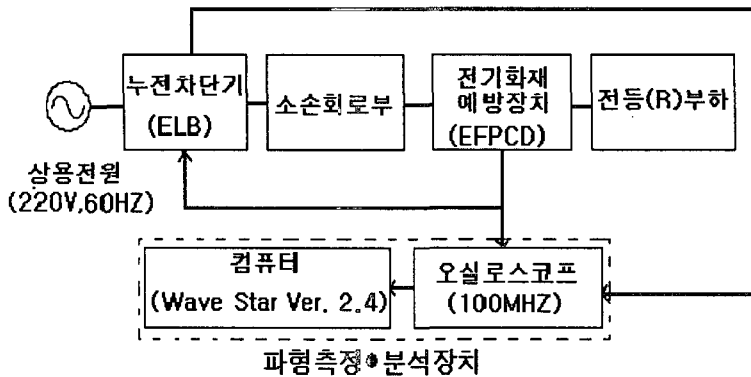 누전차단기
(ELB)
소손회로부
전기화재
예방장치
(EFPCD)
전등(R)부하
상용전원
(220V,60HZ)
컴퓨터
(Wave Star Ver. 2.4)
오실로스코프
(100MHZ)
파형측정•분석장치